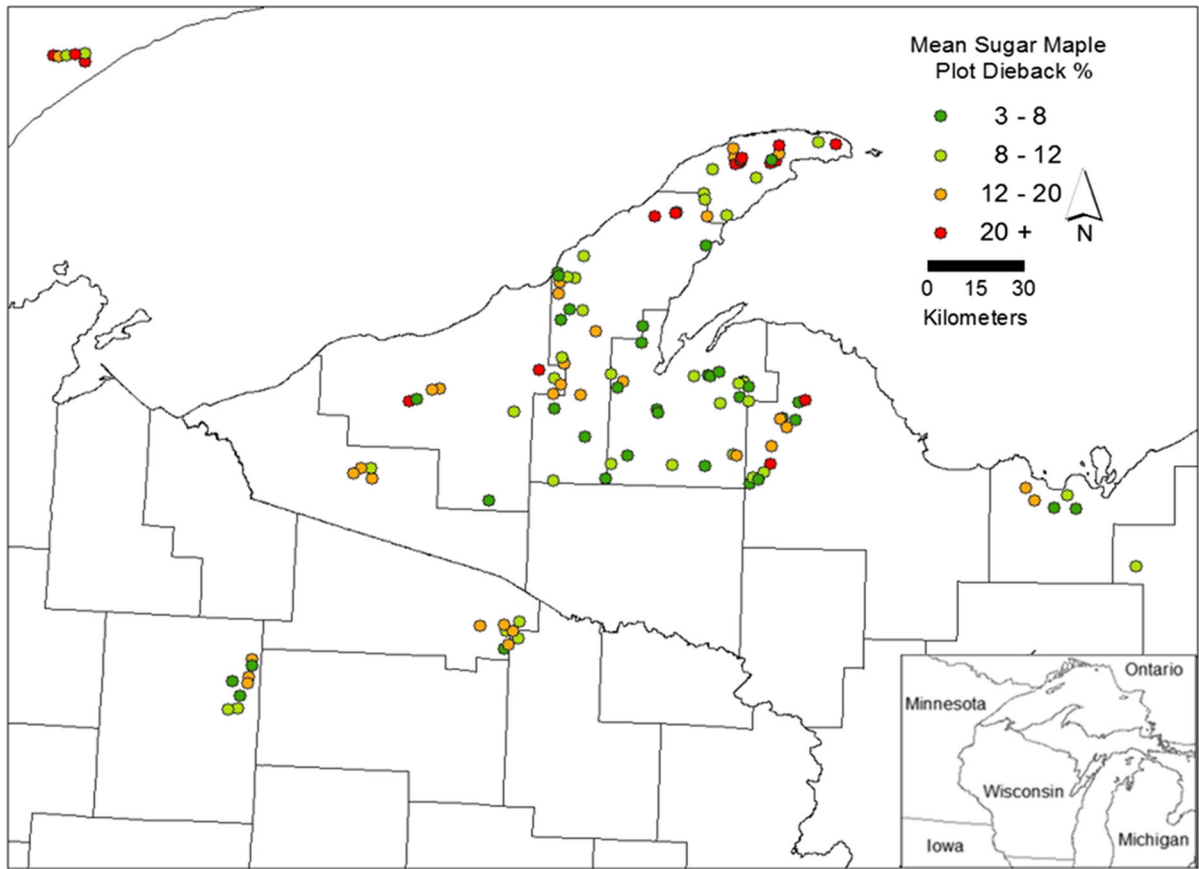 Mean Sugar Maple
Plot Dieback %
3 - 8
8 - 12
12 - 20
20 +
N
0 15 30
Kilometers
Ontario
Minnesota
Wisconsin
Iowa
Michigan